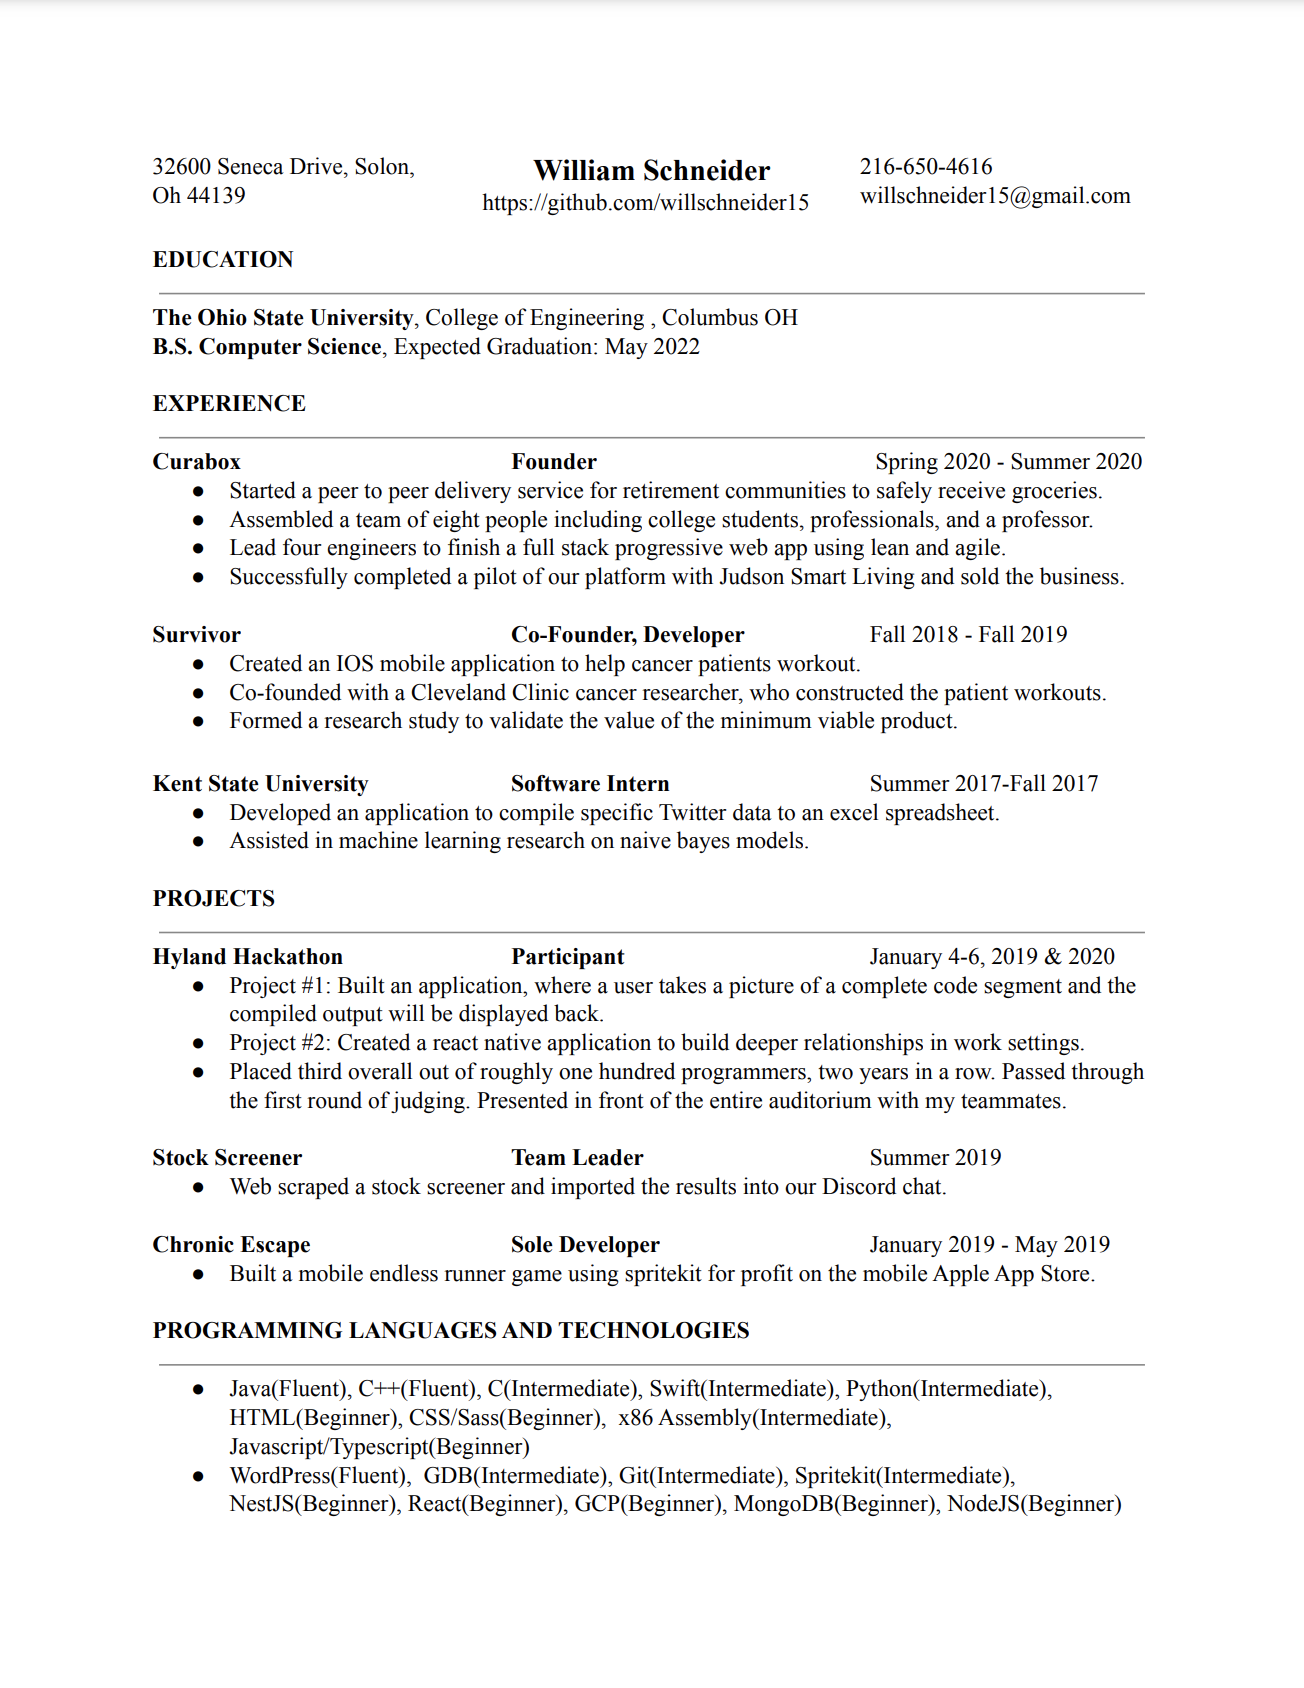 32600 Seneca Drive, Solon,
Oh 44139
William Schneider
https://github.com/willschneider15
216-650-4616
willschneider15@gmail.com
EDUCATION
The Ohio State University, College of Engineering , Columbus OH
B.S. Computer Science, Expected Graduation: May 2022
EXPERIENCE
Curabox Founder Spring 2020 - Summer 2020
● Started a peer to peer delivery service for retirement communities to safely receive groceries.
● Assembled a team of eight people including college students, professionals, and a professor.
● Lead four engineers to finish a full stack progressive web app using lean and agile.
● Successfully completed a pilot of our platform with Judson Smart Living and sold the business.
Survivor Co-Founder, Developer Fall 2018 - Fall 2019
● Created an IOS mobile application to help cancer patients workout.
● Co-founded with a Cleveland Clinic cancer researcher, who constructed the patient workouts.
● Formed a research study to validate the value of the minimum viable product.
Kent State University Software Intern Summer 2017-Fall 2017
● Developed an application to compile specific Twitter data to an excel spreadsheet.
● Assisted in machine learning research on naive bayes models.
PROJECTS
Hyland Hackathon Participant January 4-6, 2019 & 2020
● Project #1: Built an application, where a user takes a picture of a complete code segment and the
compiled output will be displayed back.
● Project #2: Created a react native application to build deeper relationships in work settings.
● Placed third overall out of roughly one hundred programmers, two years in a row. Passed through
the first round of judging. Presented in front of the entire auditorium with my teammates.
Stock Screener Team Leader Summer 2019
● Web scraped a stock screener and imported the results into our Discord chat.
Chronic Escape Sole Developer January 2019 - May 2019
● Built a mobile endless runner game using spritekit for profit on the mobile Apple App Store.
PROGRAMMING LANGUAGES AND TECHNOLOGIES
● Java(Fluent), C++(Fluent), C(Intermediate), Swift(Intermediate), Python(Intermediate),
HTML(Beginner), CSS/Sass(Beginner), x86 Assembly(Intermediate),
Javascript/Typescript(Beginner)
● WordPress(Fluent), GDB(Intermediate), Git(Intermediate), Spritekit(Intermediate),
NestJS(Beginner), React(Beginner), GCP(Beginner), MongoDB(Beginner), NodeJS(Beginner)